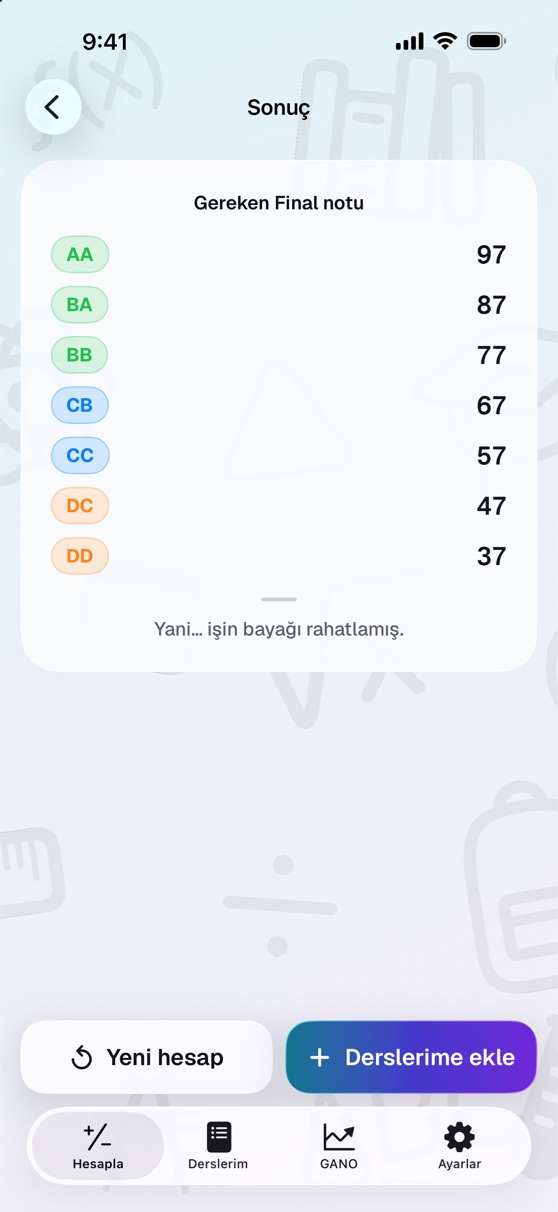 9:41
Sonuç
Gereken Final notu
AA 97
BA 87
BB 77
CB 67
CC 57
DC 47
DD 37
Yani... işin bayağı rahatlamış.
Yeni hesap
+ Derslerime ekle
Hesapla
Derslerim
GANO
Ayarlar